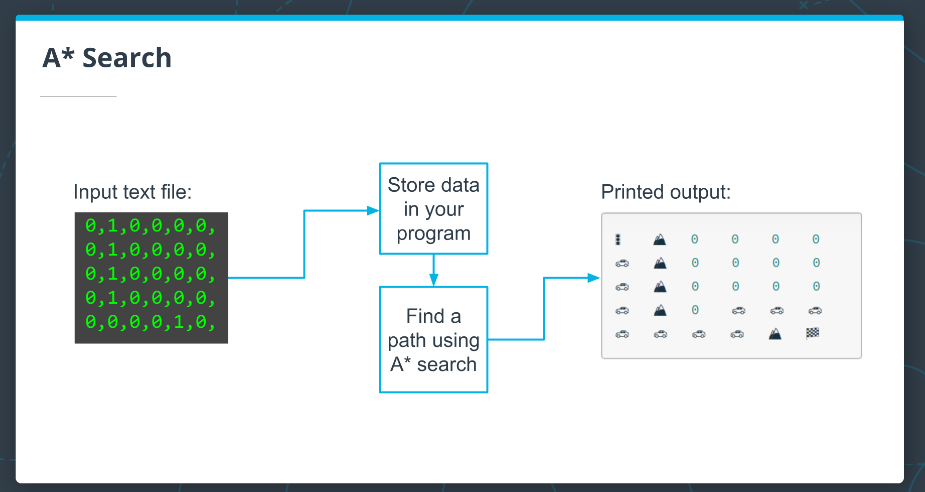 A* Search
Input text file:
0,1,0,0,0,0,
0,1,0,0,0,0,
0,1,0,0,0,0,
0,1,0,0,0,0,
0,0,0,0,1,0,
Store data
in your
program
Find a
path using
A* search
Printed output:
0 0 0 0
0 0 0 0
0 0 0 0
0